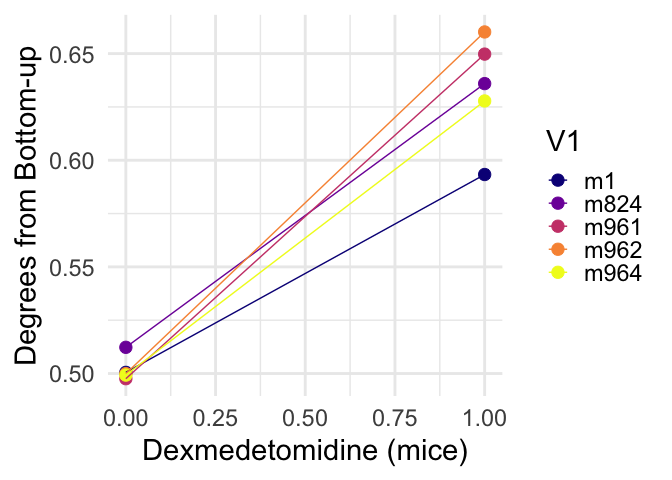 Degrees from Bottom-up
0.65
0.60
0.55
0.50
0.00 0.25 0.50 0.75 1.00
Dexmedetomidine (mice)
V1
m1
m824
m961
m962
m964